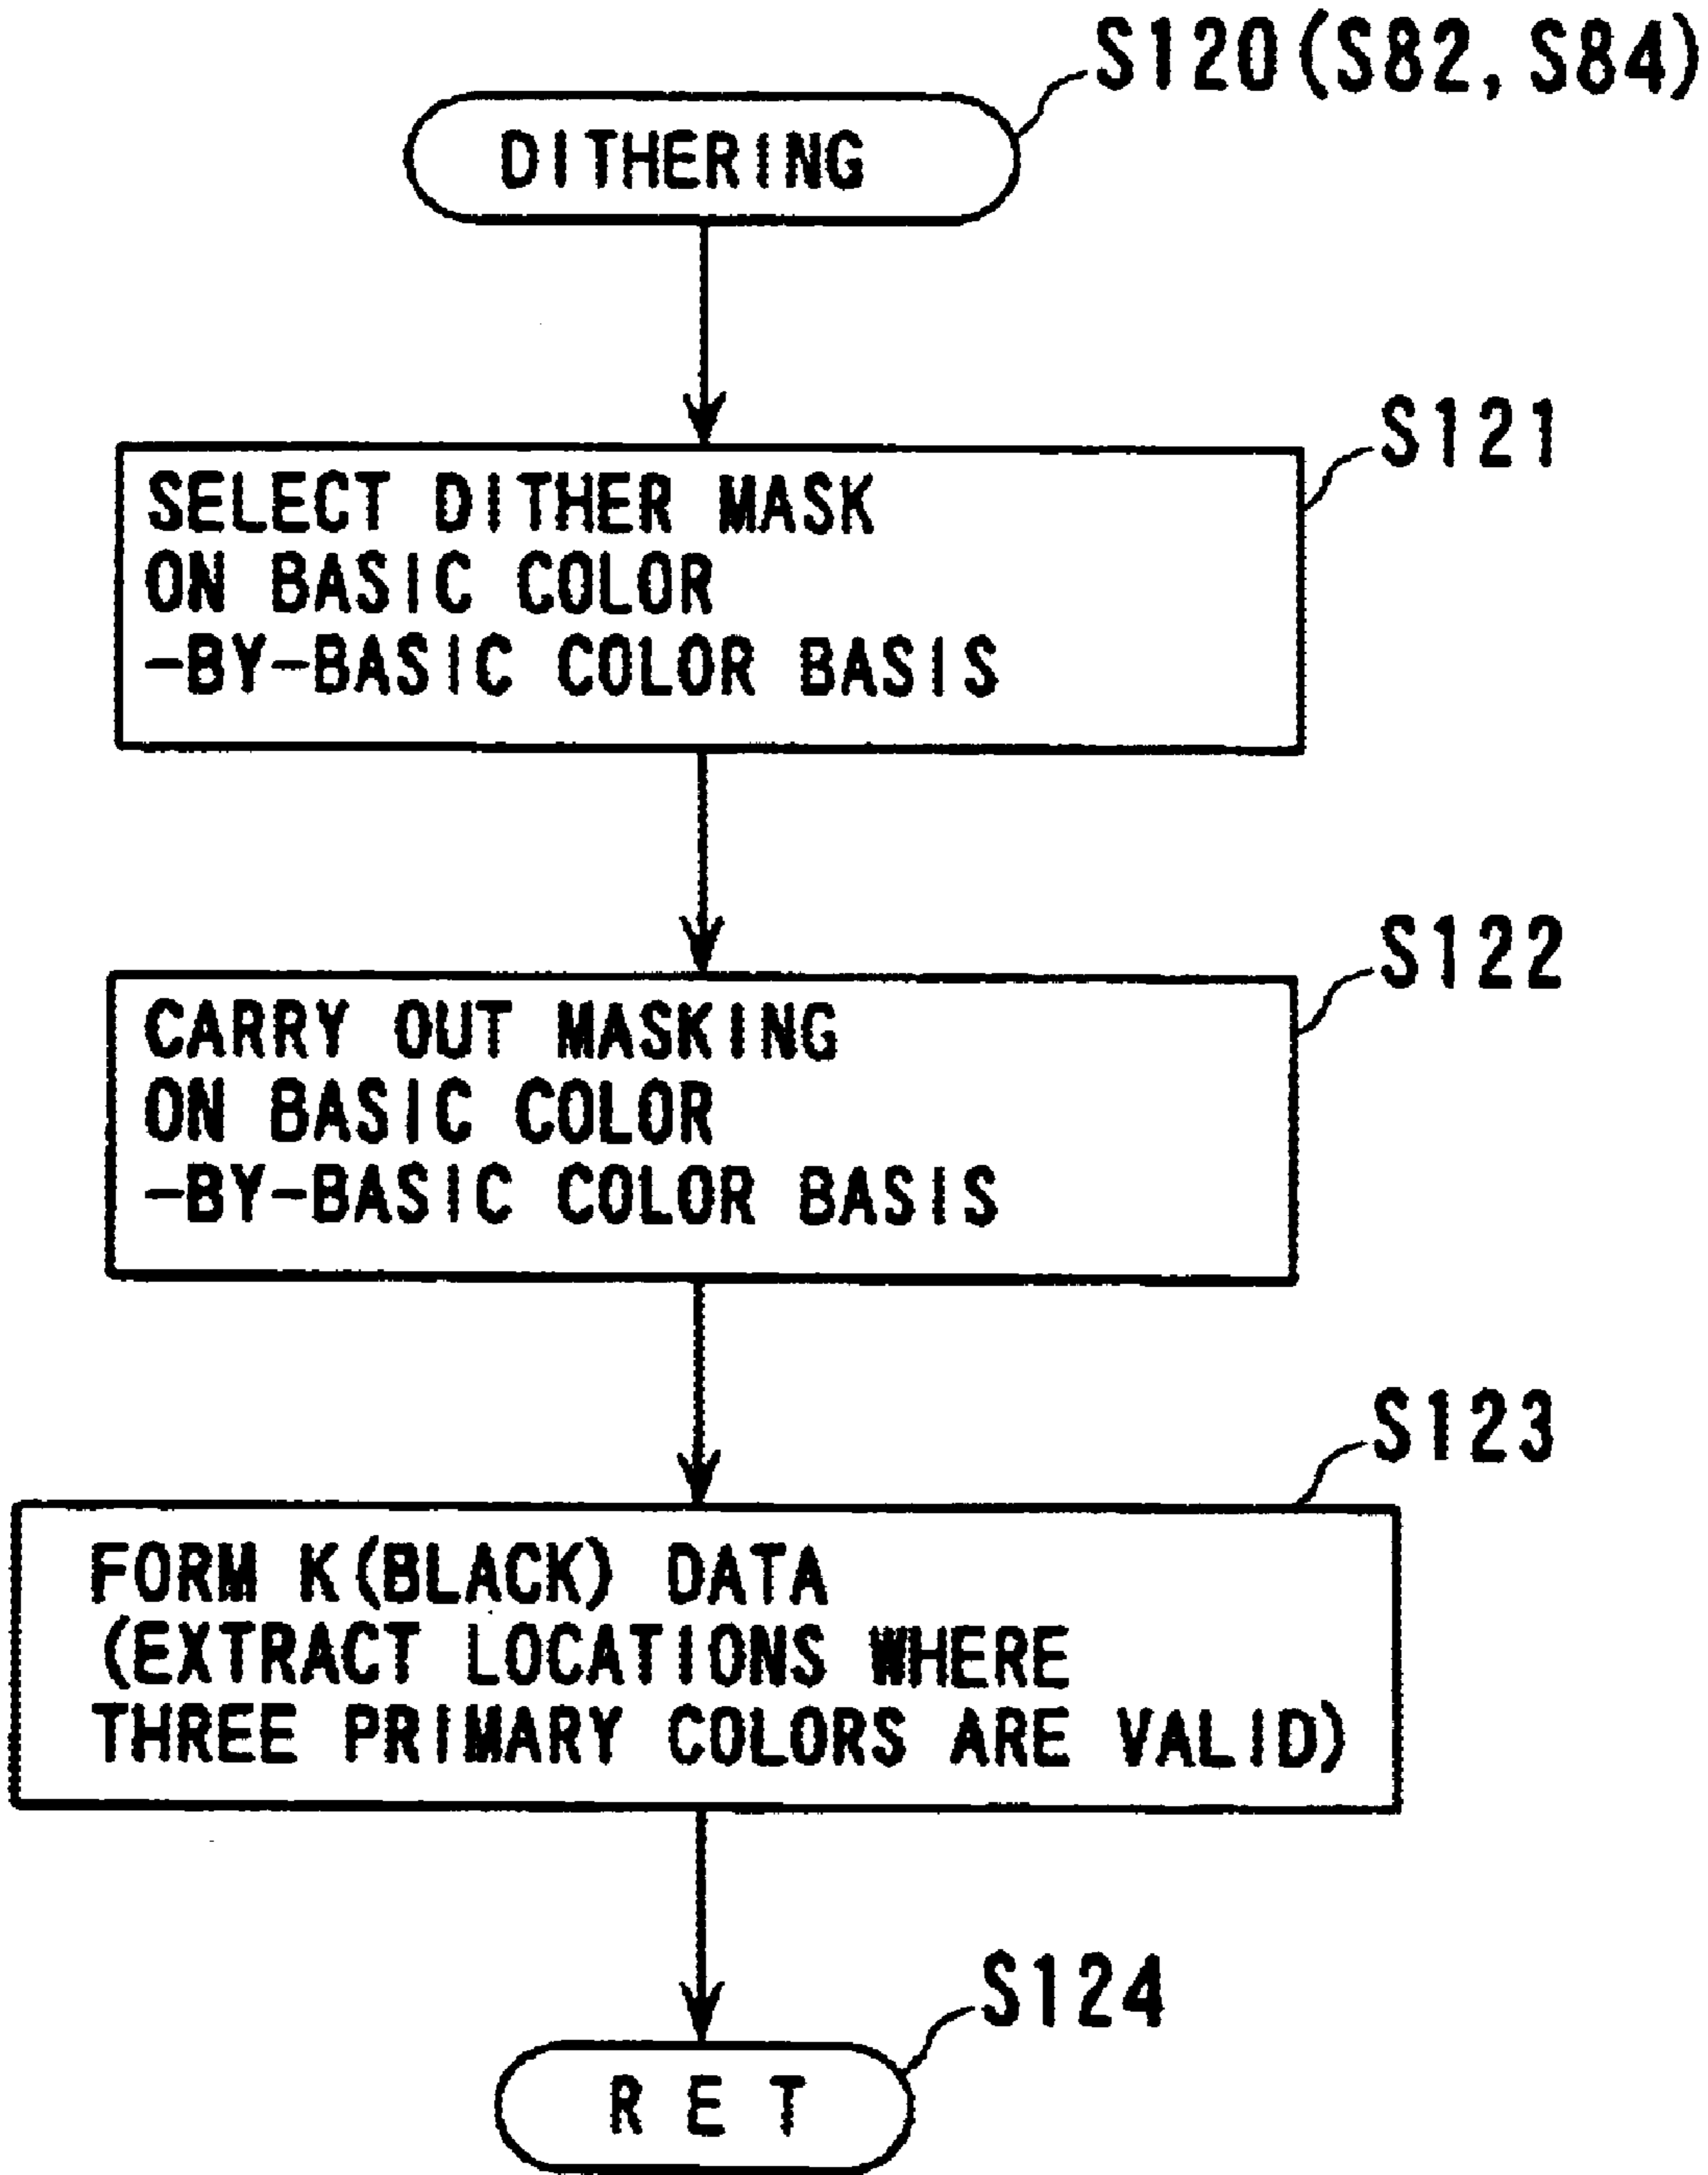 S120(S82, S84)
DITHERING
S121
SELECT DITHER MASK
ON BASIC COLOR
-BY-BASIC COLOR BASIS
S122
CARRY OUT MASKING
ON BASIC COLOR
-BY-BASIC COLOR BASIS
S123
FORM K(BLACK) DATA
(EXTRACT LOCATIONS WHERE
THREE PRIMARY COLORS ARE VALID)
S124
RET